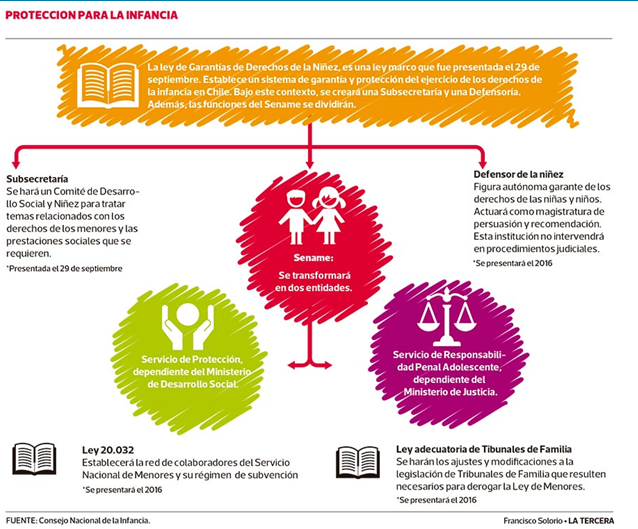 PROTECCION PARA LA INFANCIA
La ley de Garantías de Derechos de la Niñez, es una ley marco que fue presentada el 29 de
septiembre. Establece un sistema de garantía y protección del ejercicio de los derechos de
la infancia en Chile. Bajo este contexto, se creará una Subsecretaría y una Defensoría.
Además, las funciones del Sename se dividirán.
Subsecretaría
Se hará un Comité de Desarro-
llo Social y Niñez para tratar
temas relacionados con los
derechos de los menores y las
prestaciones sociales que se
requieren.
*Presentada el 29 de septiembre
Defensor de la niñez
Figura autónoma garante de los
derechos de las niñas y niños.
Actuará como magistratura de
persuasión y recomendación.
Esta institución no intervendrá
en procedimientos judiciales.
*Se presentará el 2016
Sename:
Se transformará
en dos entidades.
Servicio de Protección,
dependiente del Ministerio
de Desarrollo Social.
Servicio de Responsabili-
dad Penal Adolescente,
dependiente del
Ministerio de Justicia.
Ley 20.032
Establecerá la red de colaboradores del Servicio
Nacional de Menores y su régimen de subvención
*Se presentará el 2016
Ley adecuatoria de Tribunales de Familia
Se harán los ajustes y modificaciones a la
legislación de Tribunales de Familia que resulten
necesarios para derogar la Ley de Menores.
*Se presentará el 2016
FUENTE: Consejo Nacional de la Infancia.
Francisco Solorio • LA TERCERA